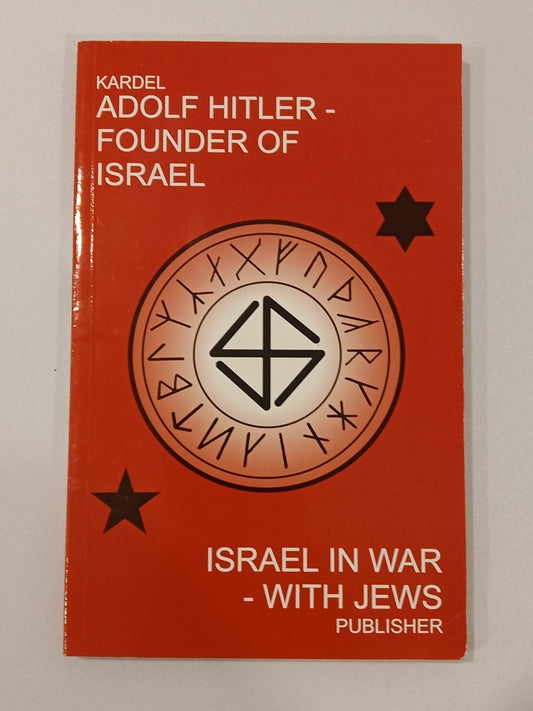 KARDEL
ADOLF HITLER -
FOUNDER OF
ISRAEL
ISRAEL IN WAR
- WITH JEWS
PUBLISHER